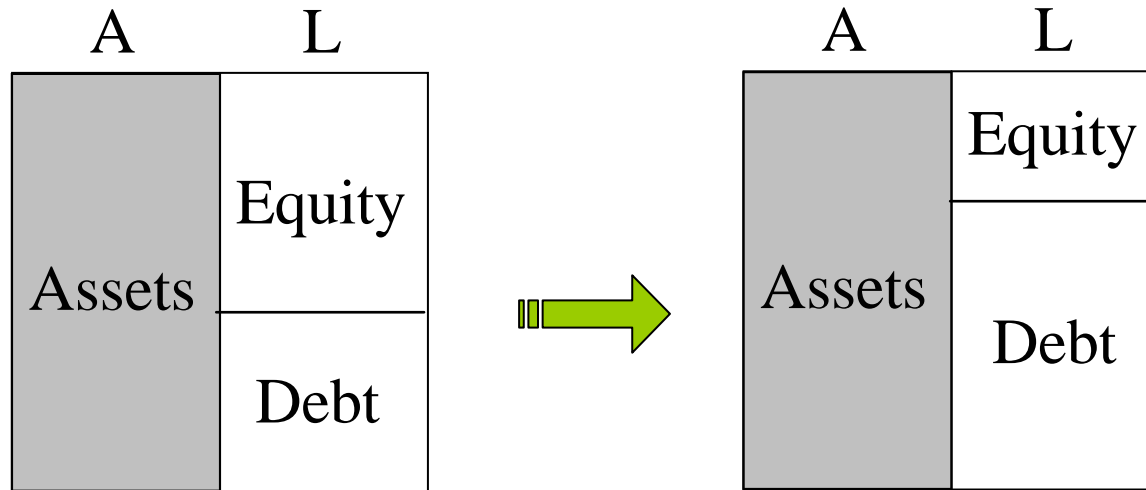 A L
Equity
Assets
Debt
A L
Equity
Assets
Debt